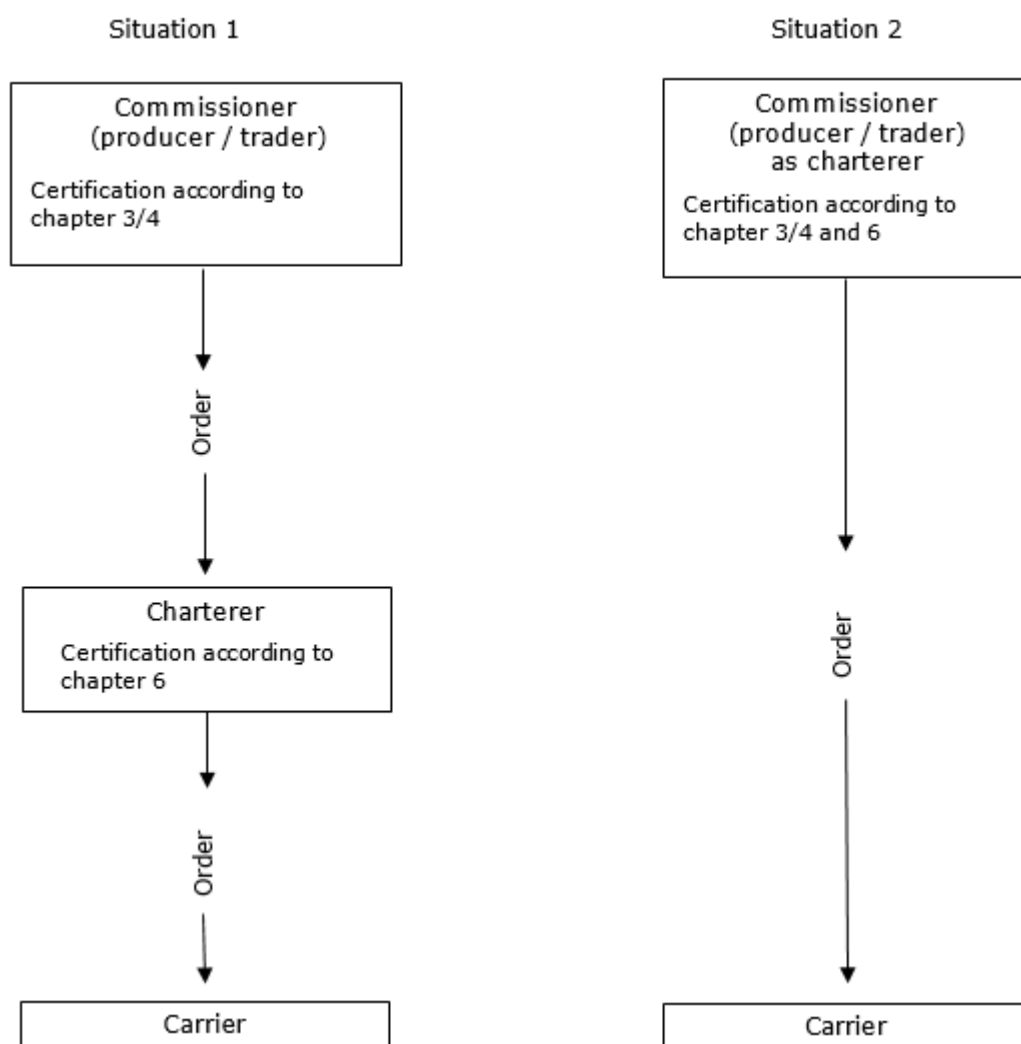 Situation 1
Commissioner
(producer / trader)
Certification according to
chapter 3/4
Order
Charterer
Certification according to
chapter 6
Order
Carrier
Situation 2
Commissioner
(producer / trader)
as charterer
Certification according to
chapter 3/4 and 6
Order
Carrier